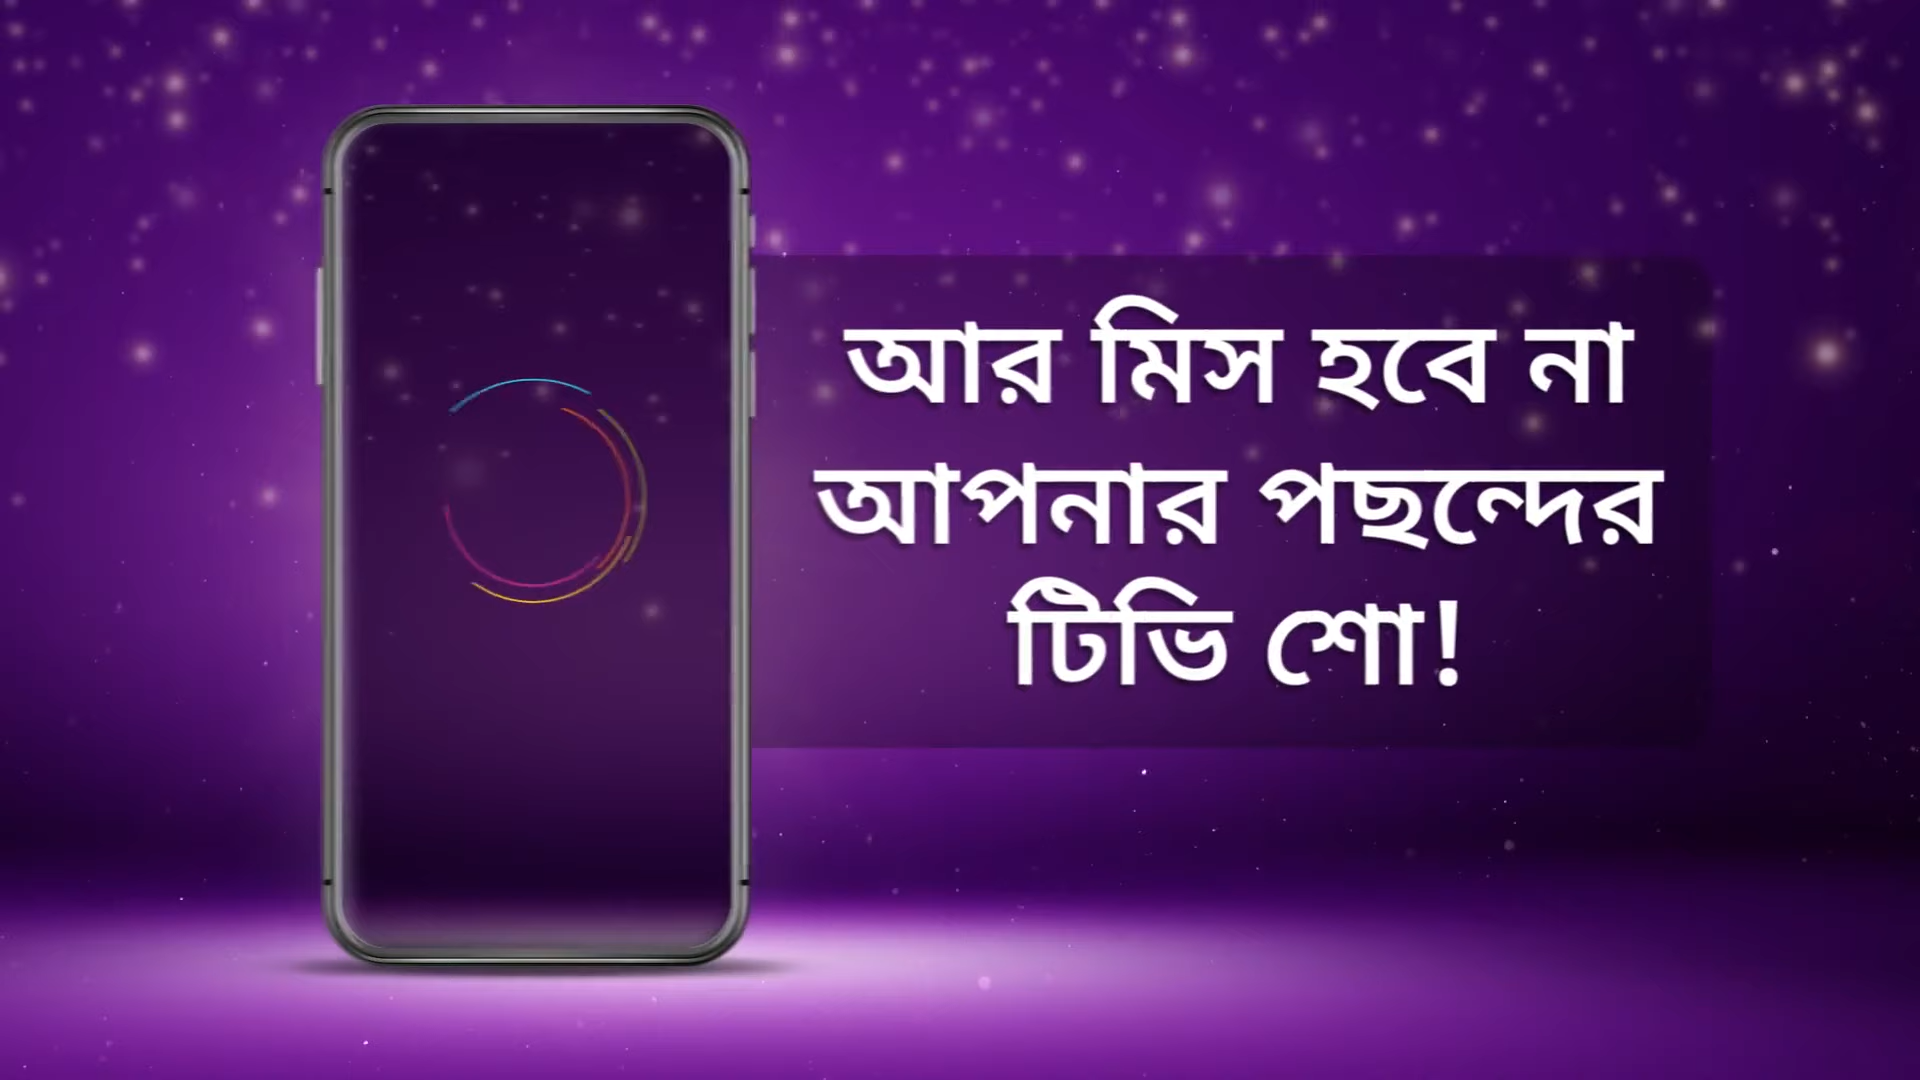 আর মিস হবে না
আপনার পছন্দের
টিভি শো!